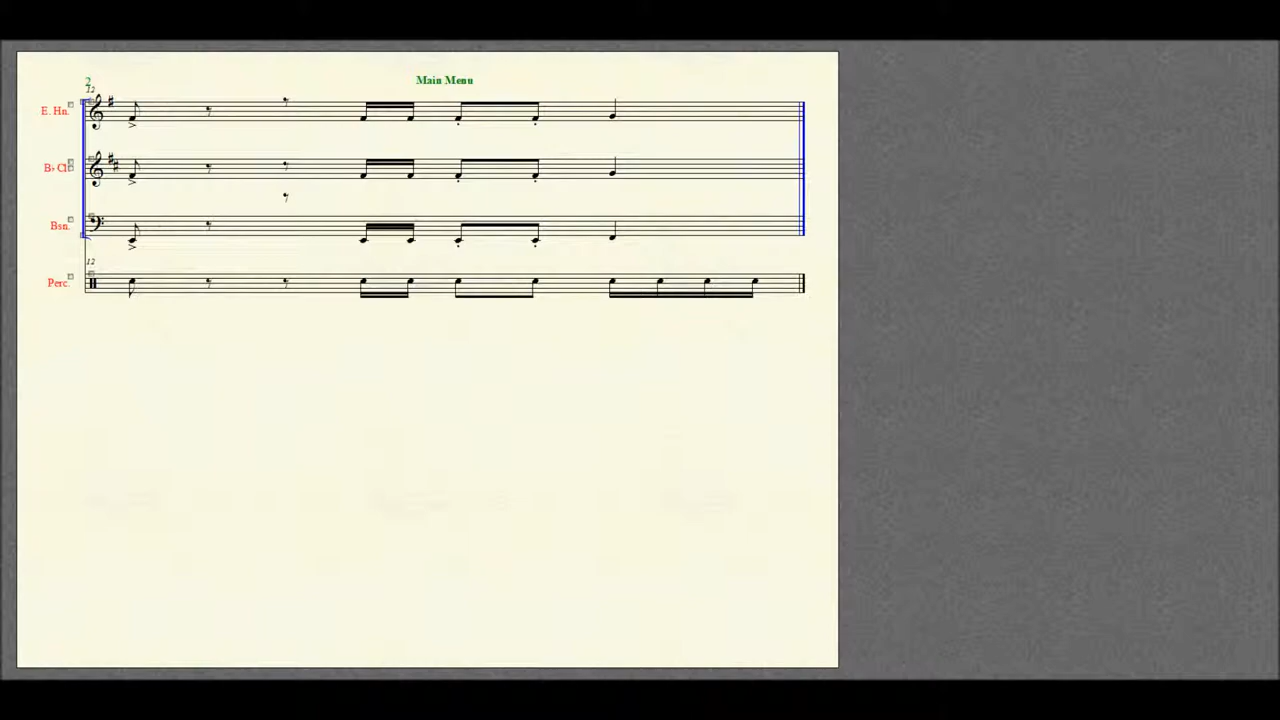 2
Main Menu
12
E. Hn.
B♭ Cl.
Bsn.
12
Perc.